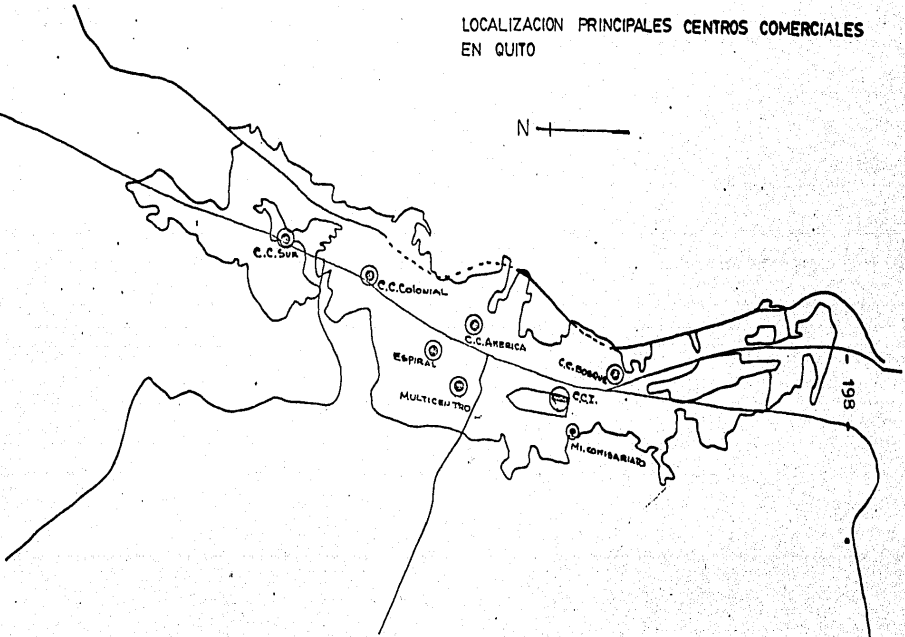 LOCALIZACION PRINCIPALES CENTROS COMERCIALES
EN QUITO
N
C.C.SUR
C.C.COLONIAL
C.C.AMERICA
ESPIRAL
C.C.BOSQUE
MULTICENTRO
C.C.I.
MI.COMISARIATO
- 198 -